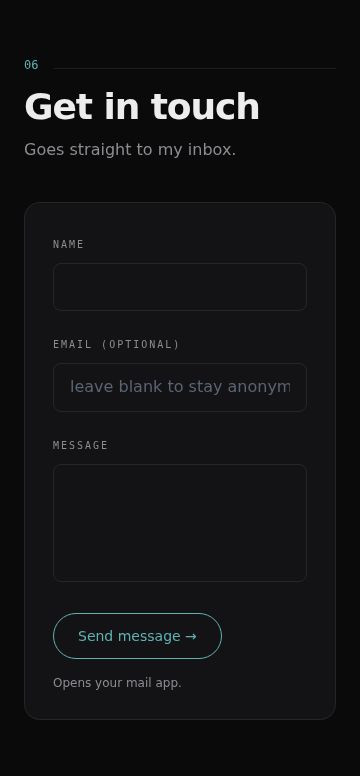 06
Get in touch
Goes straight to my inbox.
NAME
EMAIL (OPTIONAL)
leave blank to stay anonym
MESSAGE
Send message →
Opens your mail app.